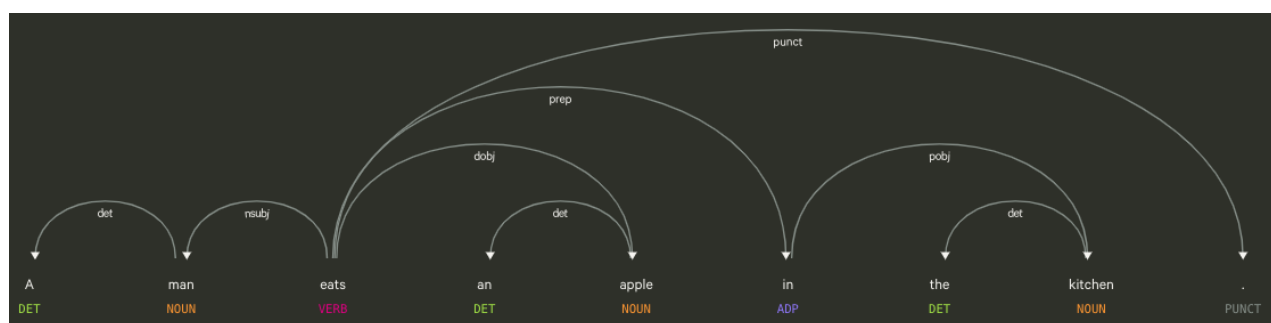 punct
prep
dobj pobj
det nsubj det det
A man eats an apple in the kitchen .
DET NOUN VERB DET NOUN ADP DET NOUN PUNCT